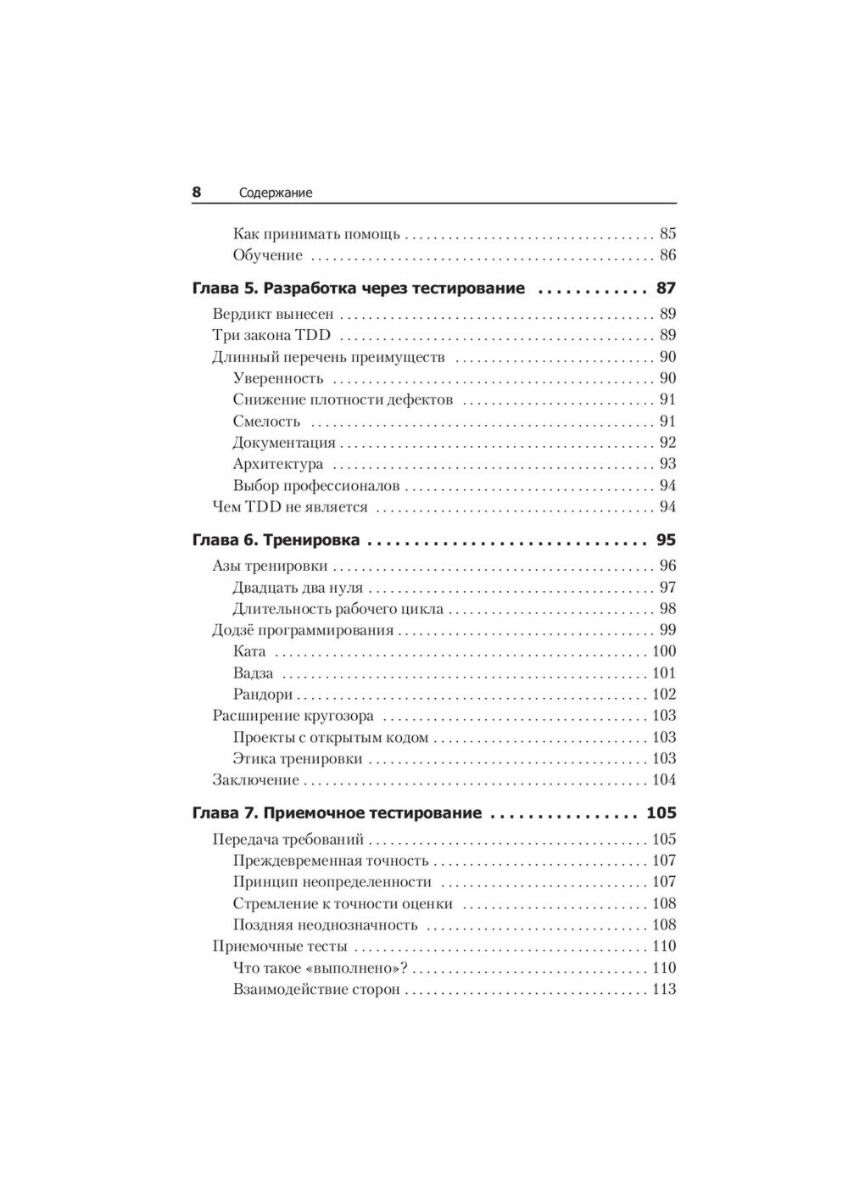 8 Содержание
Как принимать помощь . . . . . . . . . . . . . . . . . . . . . . . . . . . . . . . . . . 85
Обучение . . . . . . . . . . . . . . . . . . . . . . . . . . . . . . . . . . . . . . . . . . . . . . . 86
Глава 5. Разработка через тестирование . . . . . . . . . . . . 87
Вердикт вынесен . . . . . . . . . . . . . . . . . . . . . . . . . . . . . . . . . . . . . . . . . . . 89
Три закона TDD . . . . . . . . . . . . . . . . . . . . . . . . . . . . . . . . . . . . . . . . . . . 89
Длинный перечень преимуществ . . . . . . . . . . . . . . . . . . . . . . . . . . . 90
Уверенность . . . . . . . . . . . . . . . . . . . . . . . . . . . . . . . . . . . . . . . . . . . . 90
Снижение плотности дефектов . . . . . . . . . . . . . . . . . . . . . . . . . . 91
Смелость . . . . . . . . . . . . . . . . . . . . . . . . . . . . . . . . . . . . . . . . . . . . . . . 91
Документация . . . . . . . . . . . . . . . . . . . . . . . . . . . . . . . . . . . . . . . . . . . 92
Архитектура . . . . . . . . . . . . . . . . . . . . . . . . . . . . . . . . . . . . . . . . . . . . 93
Выбор профессионалов . . . . . . . . . . . . . . . . . . . . . . . . . . . . . . . . . . 94
Чем TDD не является . . . . . . . . . . . . . . . . . . . . . . . . . . . . . . . . . . . . . . 94
Глава 6. Тренировка . . . . . . . . . . . . . . . . . . . . . . . . . . . . . 95
Азы тренировки . . . . . . . . . . . . . . . . . . . . . . . . . . . . . . . . . . . . . . . . . . . 96
Двадцать два нуля . . . . . . . . . . . . . . . . . . . . . . . . . . . . . . . . . . . . . . . 97
Длительность рабочего цикла . . . . . . . . . . . . . . . . . . . . . . . . . . . . 98
Додзё программирования . . . . . . . . . . . . . . . . . . . . . . . . . . . . . . . . . . . 99
Ката . . . . . . . . . . . . . . . . . . . . . . . . . . . . . . . . . . . . . . . . . . . . . . . . . . . 100
Вадза . . . . . . . . . . . . . . . . . . . . . . . . . . . . . . . . . . . . . . . . . . . . . . . . . . 101
Рандори . . . . . . . . . . . . . . . . . . . . . . . . . . . . . . . . . . . . . . . . . . . . . . . . 102
Расширение кругозора . . . . . . . . . . . . . . . . . . . . . . . . . . . . . . . . . . . . 103
Проекты с открытым кодом . . . . . . . . . . . . . . . . . . . . . . . . . . . . . 103
Этика тренировки . . . . . . . . . . . . . . . . . . . . . . . . . . . . . . . . . . . . . . 103
Заключение . . . . . . . . . . . . . . . . . . . . . . . . . . . . . . . . . . . . . . . . . . . . . . . 104
Глава 7. Приемочное тестирование . . . . . . . . . . . . . . . . 105
Передача требований . . . . . . . . . . . . . . . . . . . . . . . . . . . . . . . . . . . . . . 105
Преждевременная точность . . . . . . . . . . . . . . . . . . . . . . . . . . . . . 107
Принцип неопределенности . . . . . . . . . . . . . . . . . . . . . . . . . . . . 107
Стремление к точности оценки . . . . . . . . . . . . . . . . . . . . . . . . . 108
Поздняя неоднозначность . . . . . . . . . . . . . . . . . . . . . . . . . . . . . . 108
Приемочные тесты . . . . . . . . . . . . . . . . . . . . . . . . . . . . . . . . . . . . . . . . 110
Что такое «выполнено»? . . . . . . . . . . . . . . . . . . . . . . . . . . . . . . . . 110
Взаимодействие сторон . . . . . . . . . . . . . . . . . . . . . . . . . . . . . . . . . 113